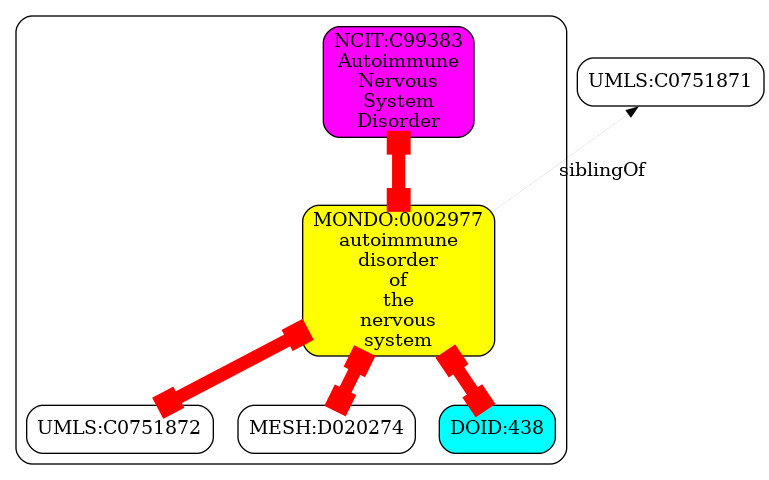 NCIT:C99383
Autoimmune
Nervous
System
Disorder
UMLS:C0751871
siblingOf
MONDO:0002977
autoimmune
disorder
of
the
nervous
system
UMLS:C0751872
MESH:D020274
DOID:438